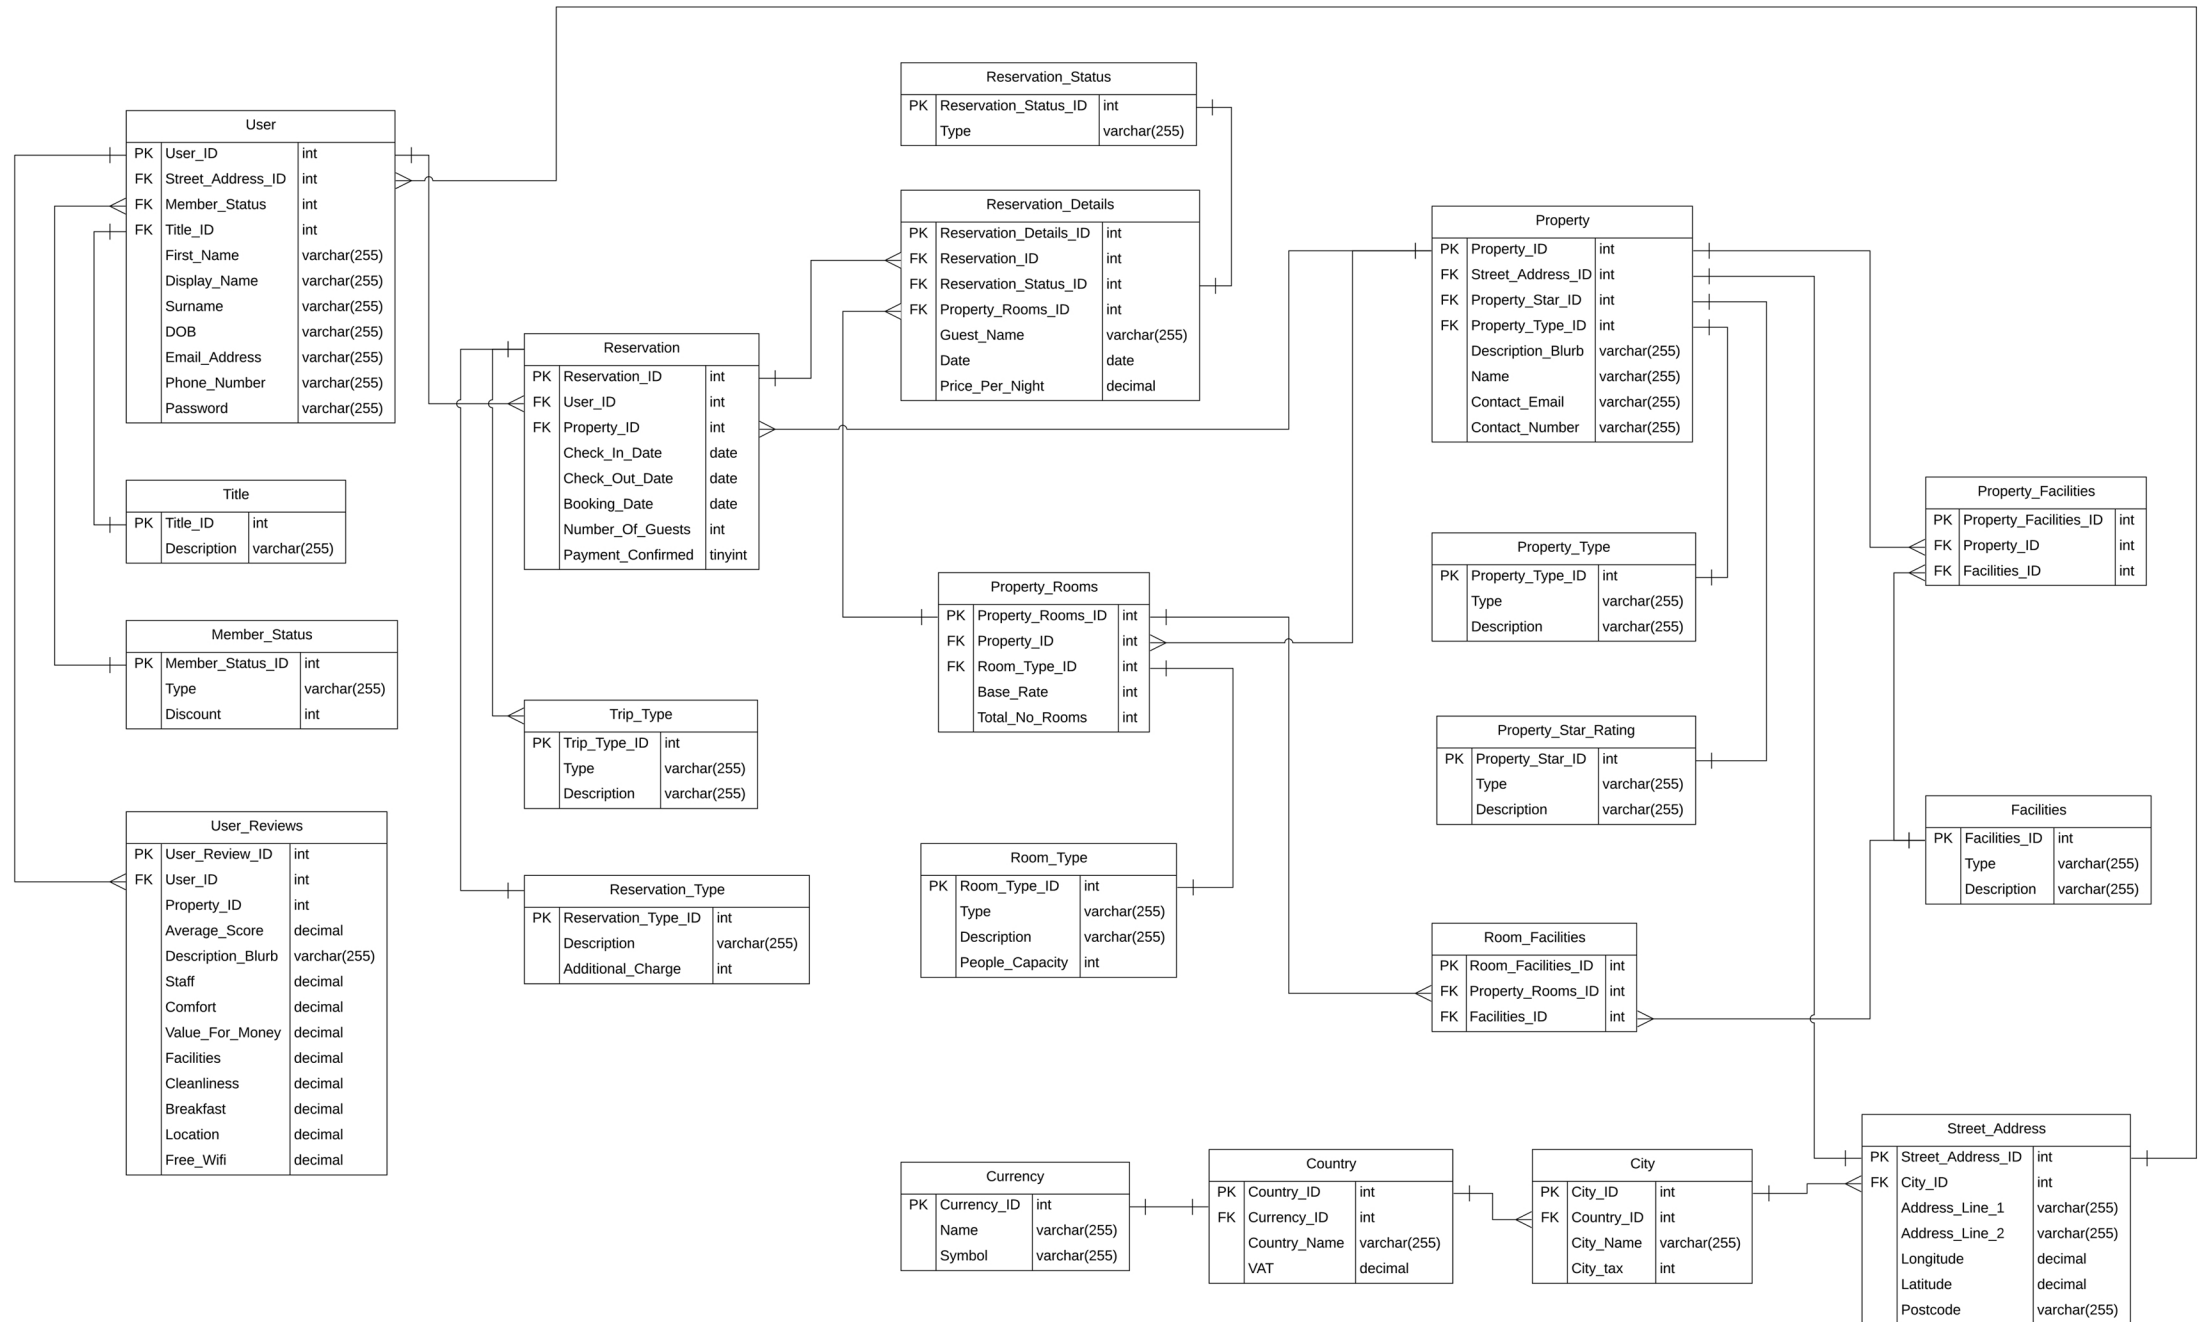 User
PK User_ID int
FK Street_Address_ID int
FK Member_Status int
FK Title_ID int
First_Name varchar(255)
Display_Name varchar(255)
Surname varchar(255)
DOB varchar(255)
Email_Address varchar(255)
Phone_Number varchar(255)
Password varchar(255)
Title
PK Title_ID int
Description varchar(255)
Member_Status
PK Member_Status_ID int
Type varchar(255)
Discount int
User_Reviews
PK User_Review_ID int
FK User_ID int
Property_ID int
Average_Score decimal
Description_Blurb varchar(255)
Staff decimal
Comfort decimal
Value_For_Money decimal
Facilities decimal
Cleanliness decimal
Breakfast decimal
Location decimal
Free_Wifi decimal
Reservation
PK Reservation_ID int
FK User_ID int
FK Property_ID int
Check_In_Date date
Check_Out_Date date
Booking_Date date
Number_Of_Guests int
Payment_Confirmed tinyint
Trip_Type
PK Trip_Type_ID int
Type varchar(255)
Description varchar(255)
Reservation_Type
PK Reservation_Type_ID int
Description varchar(255)
Additional_Charge int
Reservation_Status
PK Reservation_Status_ID int
Type varchar(255)
Reservation_Details
PK Reservation_Details_ID int
FK Reservation_ID int
FK Reservation_Status_ID int
FK Property_Rooms_ID int
Guest_Name varchar(255)
Date date
Price_Per_Night decimal
Property_Rooms
PK Property_Rooms_ID int
FK Property_ID int
FK Room_Type_ID int
Base_Rate int
Total_No_Rooms int
Room_Type
PK Room_Type_ID int
Type varchar(255)
Description varchar(255)
People_Capacity int
Currency
PK Currency_ID int
Name varchar(255)
Symbol varchar(255)
Country
PK Country_ID int
FK Currency_ID int
Country_Name varchar(255)
VAT decimal
City
PK City_ID int
FK Country_ID int
City_Name varchar(255)
City_tax int
Property
PK Property_ID int
FK Street_Address_ID int
FK Property_Star_ID int
FK Property_Type_ID int
Description_Blurb varchar(255)
Name varchar(255)
Contact_Email varchar(255)
Contact_Number varchar(255)
Property_Type
PK Property_Type_ID int
Type varchar(255)
Description varchar(255)
Property_Star_Rating
PK Property_Star_ID int
Type varchar(255)
Description varchar(255)
Room_Facilities
PK Room_Facilities_ID int
FK Property_Rooms_ID int
FK Facilities_ID int
Property_Facilities
PK Property_Facilities_ID int
FK Property_ID int
FK Facilities_ID int
Facilities
PK Facilities_ID int
Type varchar(255)
Description varchar(255)
Street_Address
PK Street_Address_ID int
FK City_ID int
Address_Line_1 varchar(255)
Address_Line_2 varchar(255)
Longitude decimal
Latitude decimal
Postcode varchar(255)